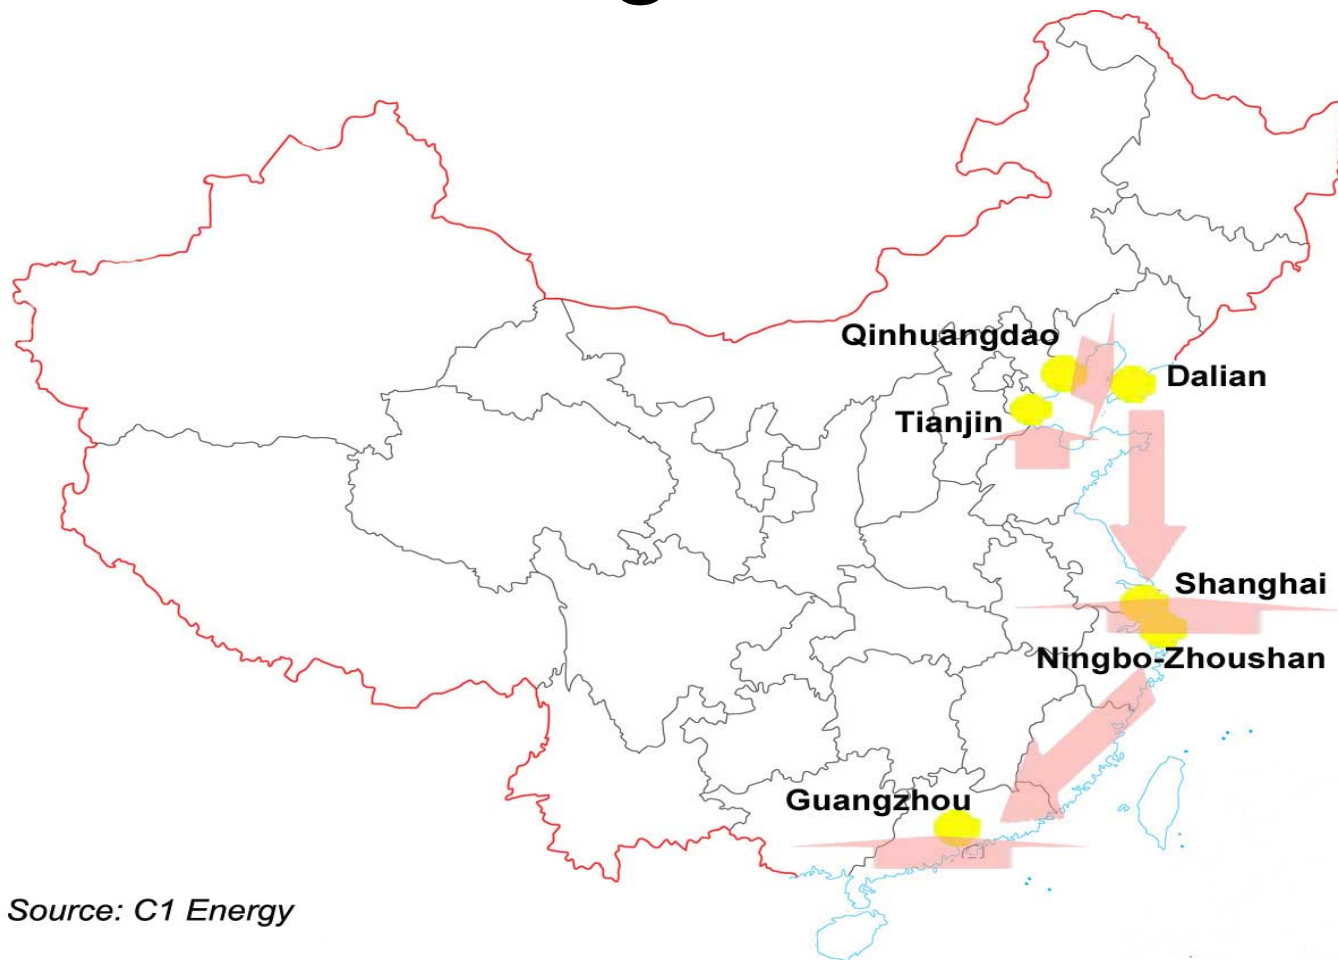 Qinhuangdao
Dalian
Tianjin
Shanghai
Ningbo-Zhoushan
Guangzhou
Source: C1 Energy